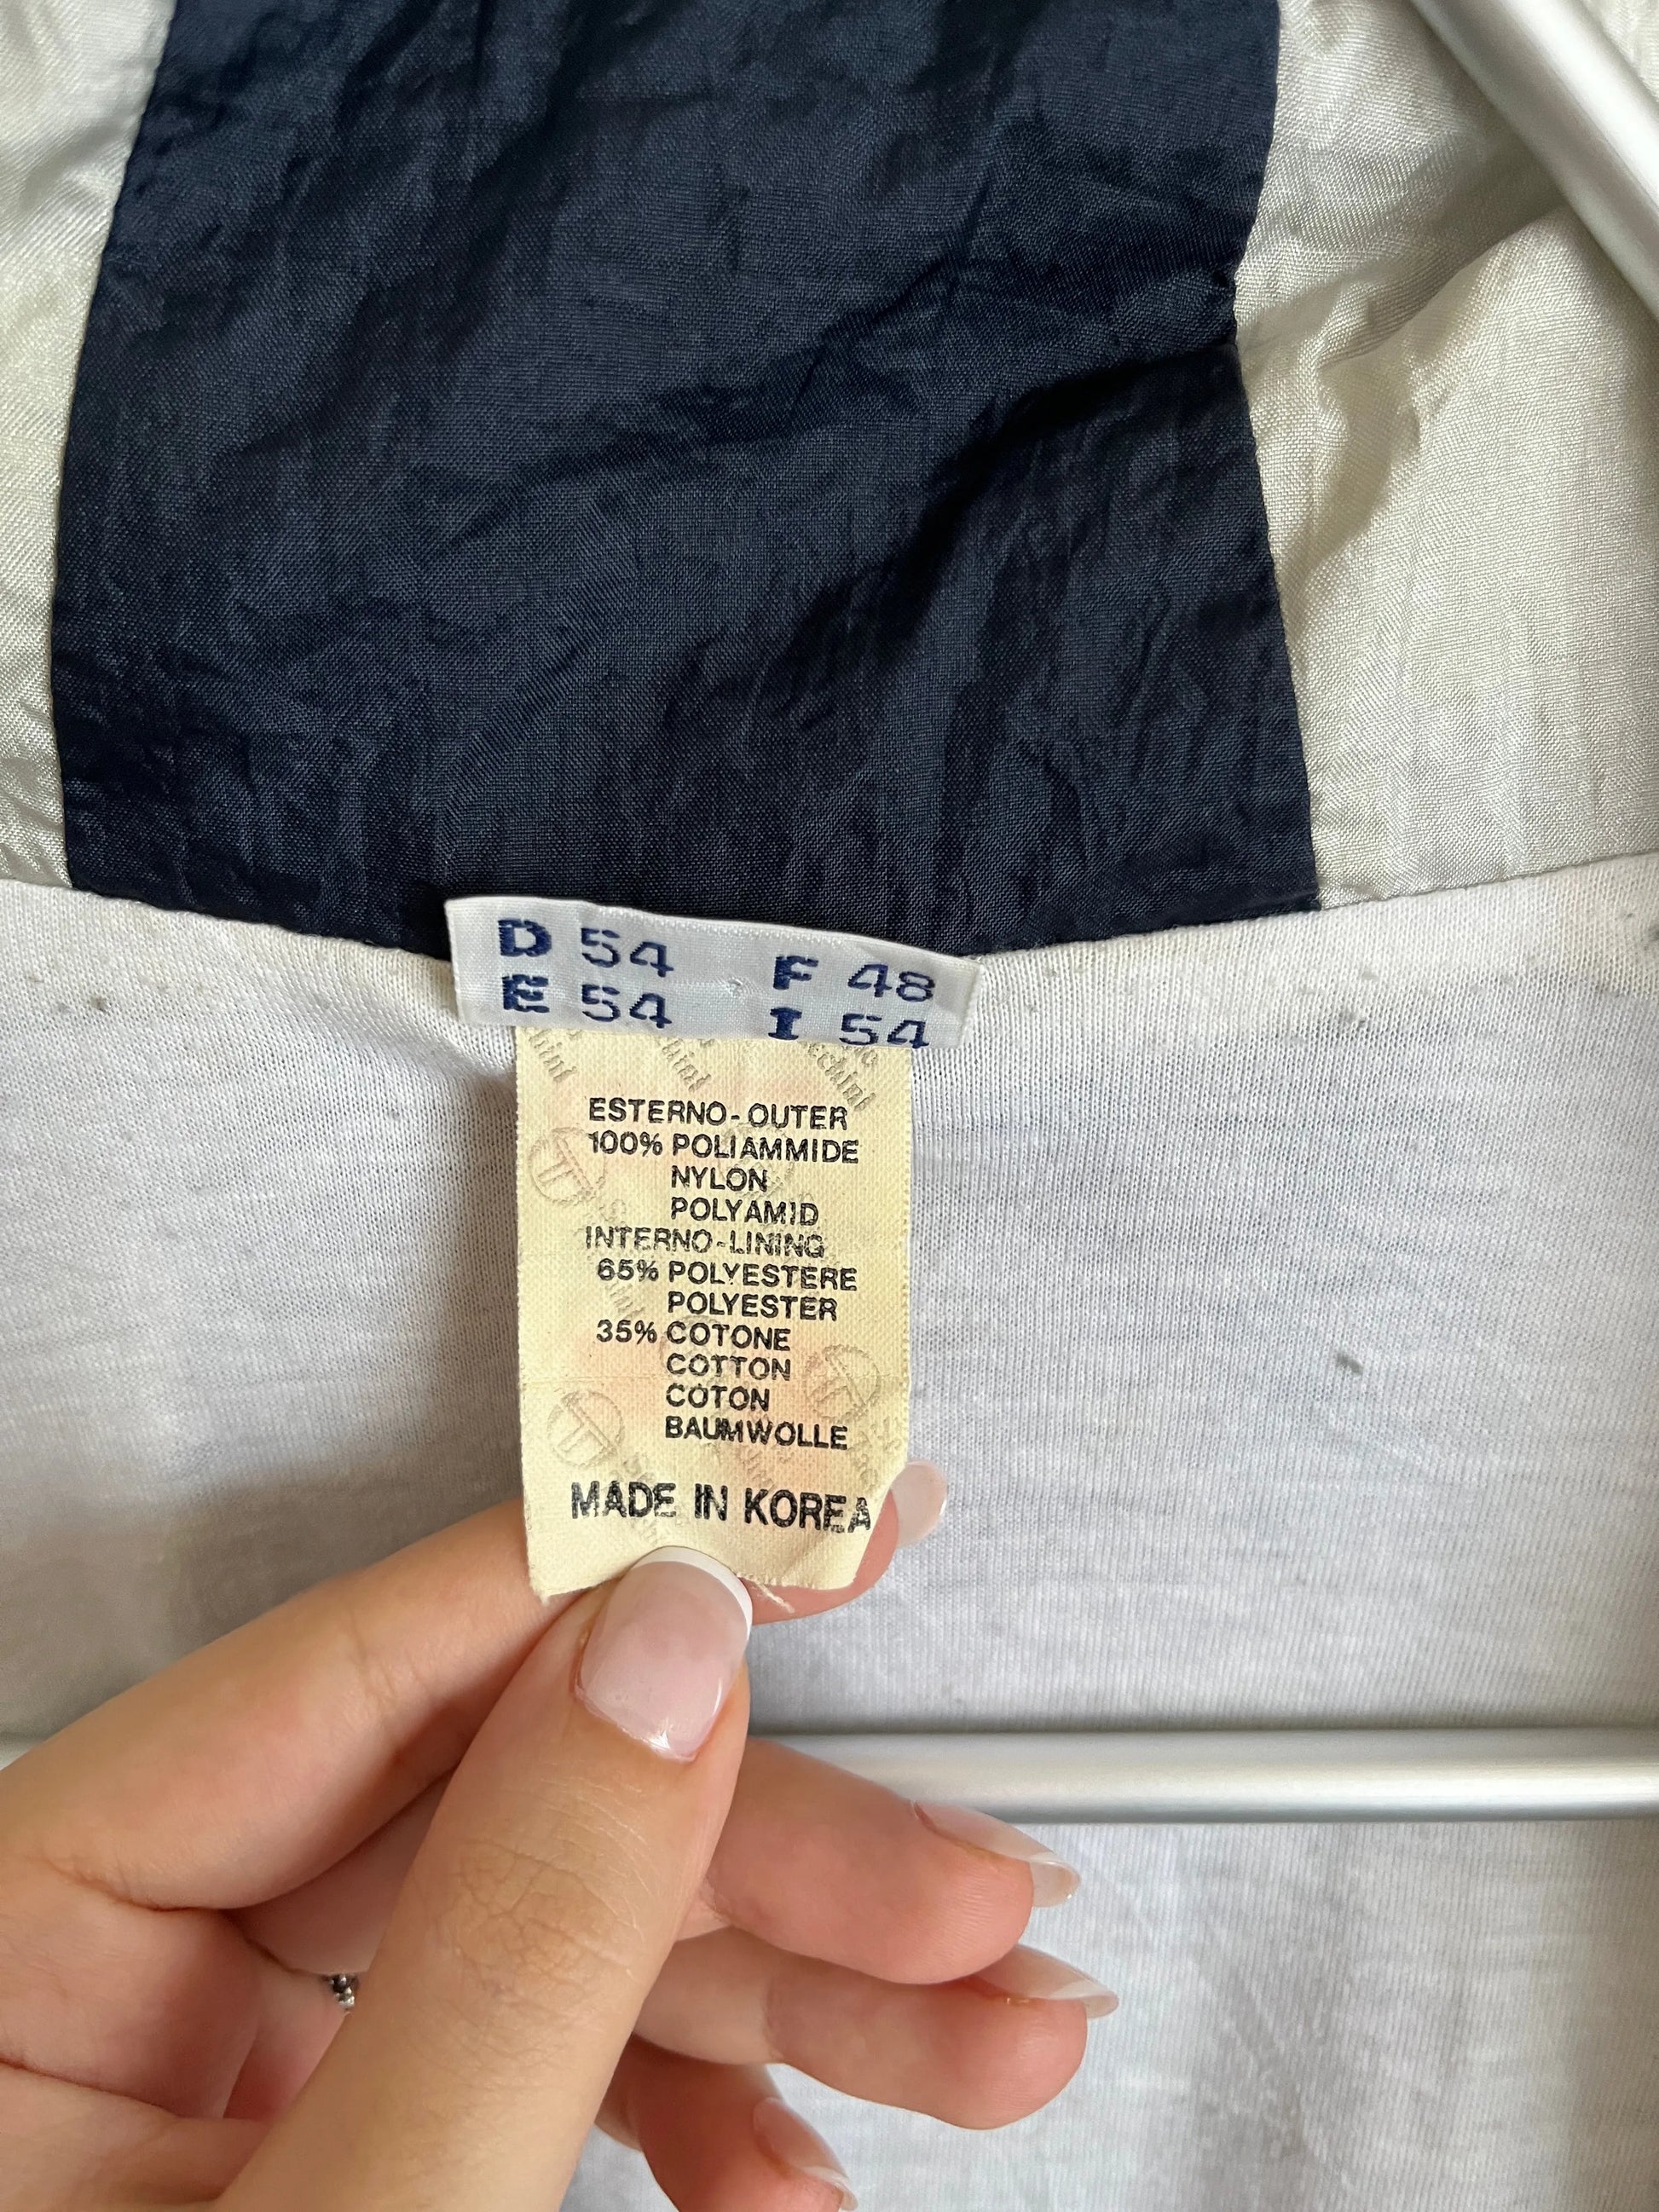 D 54 F 48
E 54 I 54
ESTERNO-OUTER
100% POLIAMMIDE
NYLON
POLYAMID
INTERNO-LINING
65% POLYESTERE
POLYESTER
35% COTONE
COTTON
COTON
BAUMWOLLE
MADE IN KOREA